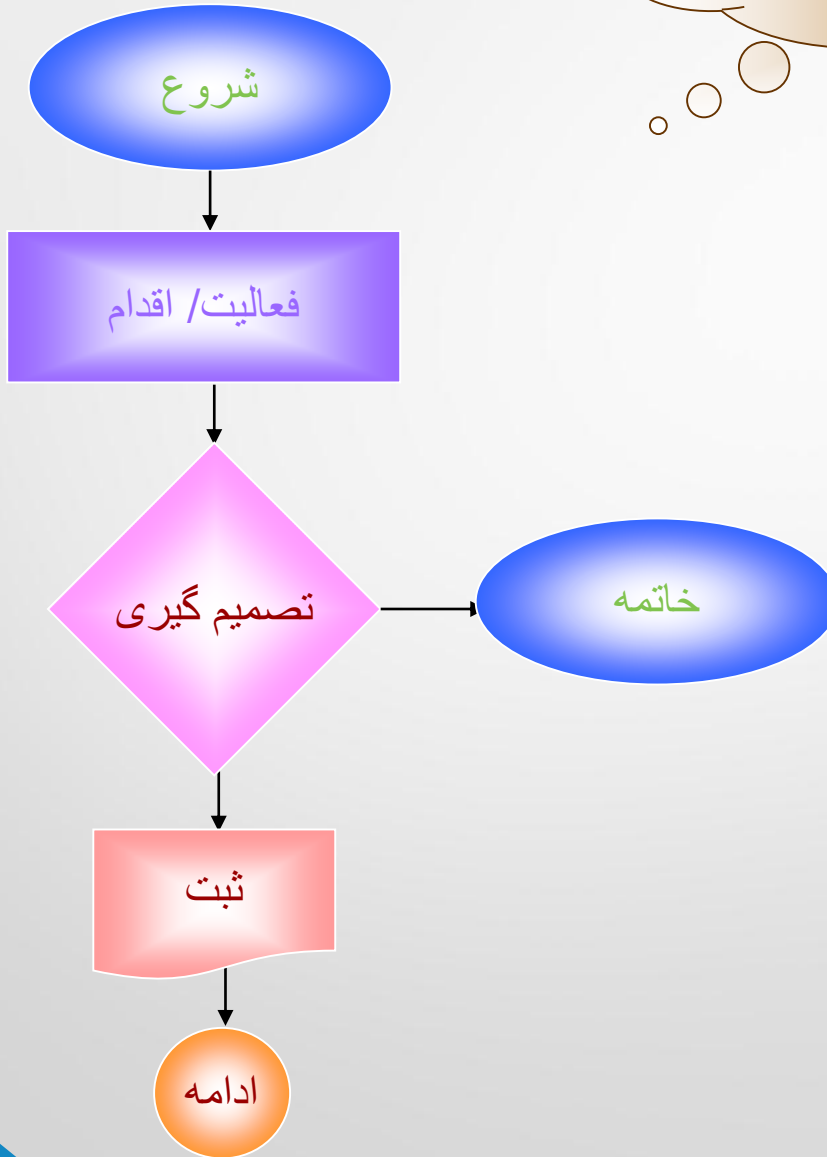 شروع
فعالیت/ اقدام
تصمیم گیری
خاتمه
ثبت
ادامه